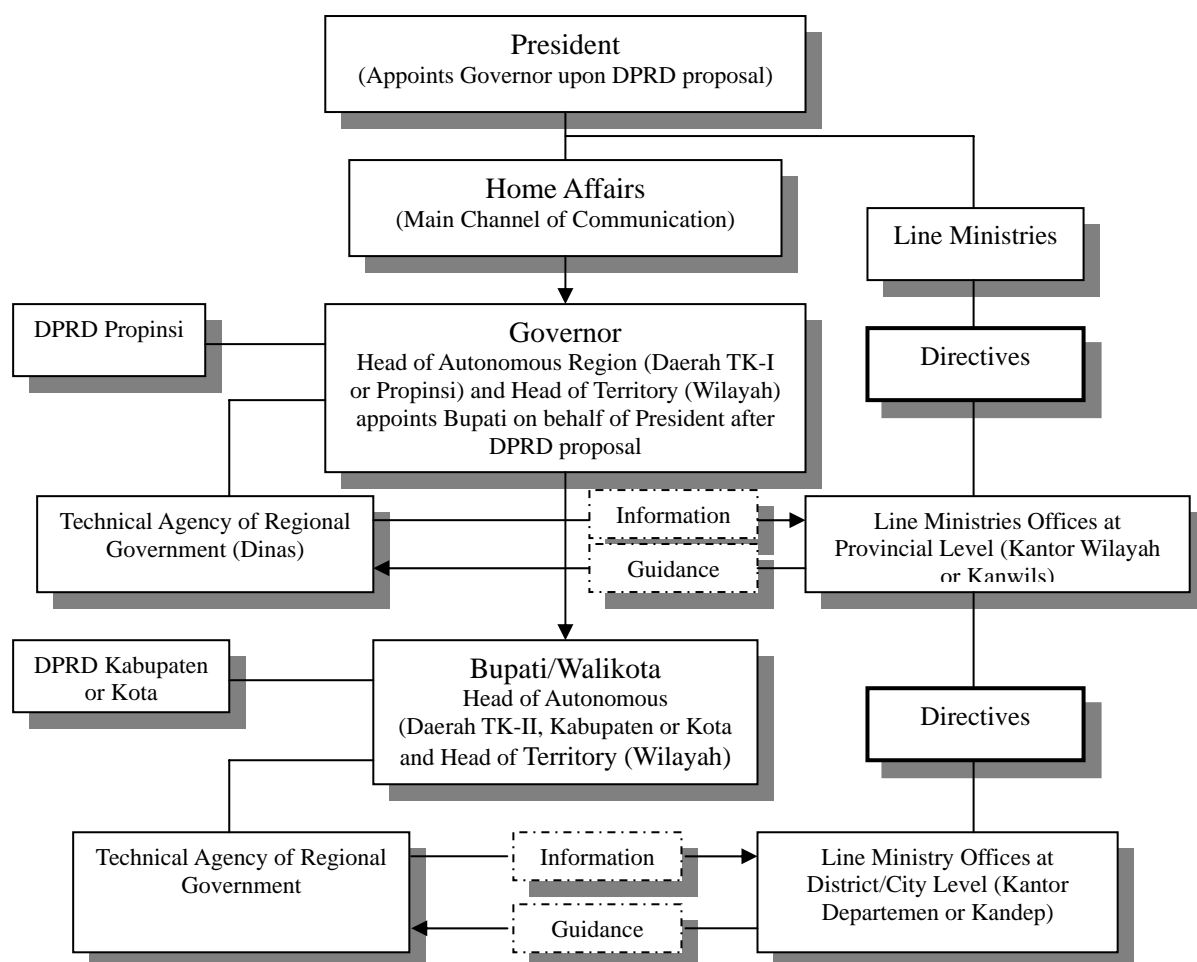 President
(Appoints Governor upon DPRD proposal)
Home Affairs
(Main Channel of Communication)
Line Ministries
DPRD Propinsi
Governor
Head of Autonomous Region (Daerah TK-I
or Propinsi) and Head of Territory (Wilayah)
appoints Bupati on behalf of President after
DPRD proposal
Directives
Technical Agency of Regional
Government (Dinas)
Information
Guidance
Line Ministries Offices at
Provincial Level (Kantor Wilayah
or Kanwils)
DPRD Kabupaten
or Kota
Bupati/Walikota
Head of Autonomous
(Daerah TK-II, Kabupaten or Kota
and Head of Territory (Wilayah)
Directives
Technical Agency of Regional
Government
Information
Guidance
Line Ministry Offices at
District/City Level (Kantor
Departemen or Kandep)